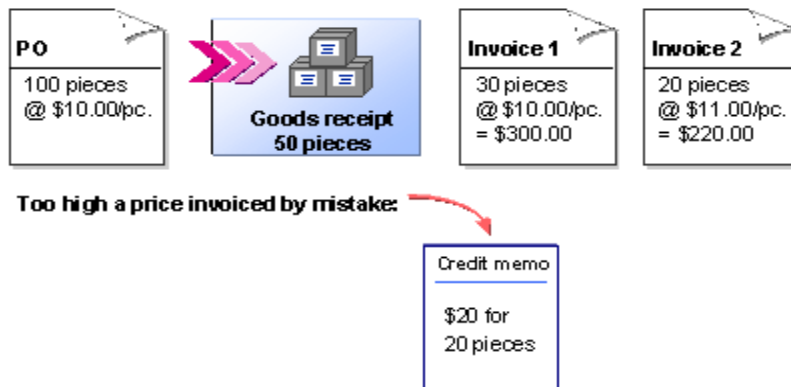 PO
100 pieces
@ $10.00/pc.
Goods receipt
50 pieces
Invoice 1
30 pieces
@ $10.00/pc.
= $300.00
Invoice 2
20 pieces
@ $11.00/pc.
= $220.00
Too high a price invoiced by mistake:
Credit memo
$20 for
20 pieces